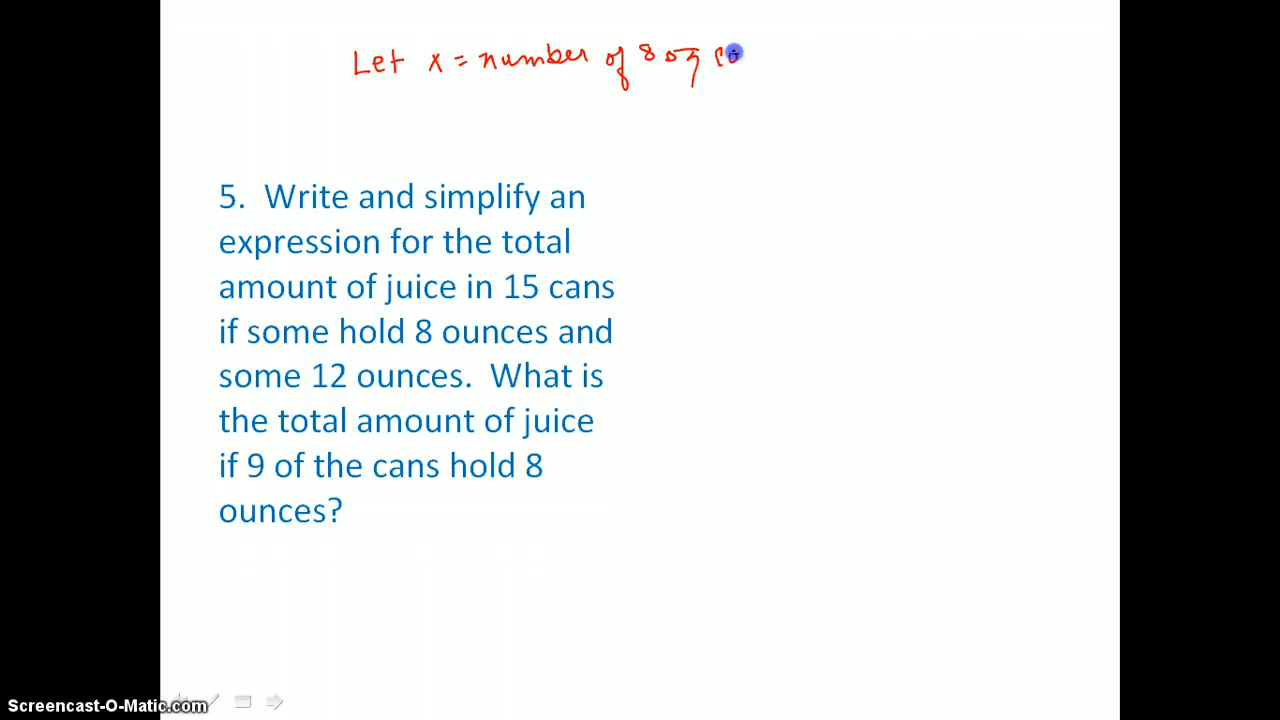 Let x = number of 8 oz
5. Write and simplify an
expression for the total
amount of juice in 15 cans
if some hold 8 ounces and
some 12 ounces. What is
the total amount of juice
if 9 of the cans hold 8
ounces?
Screencast-O-Matic.com